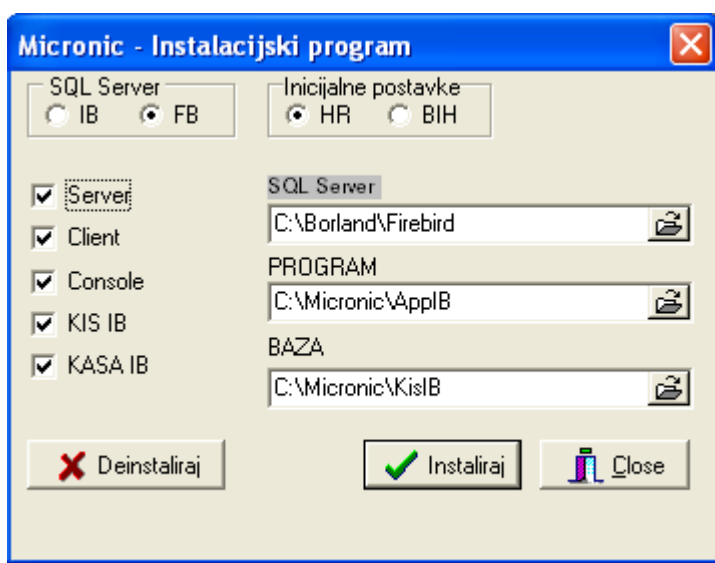 Micronic - Instalacijski program
SQL Server
IB FB
Inicijalne postavke
HR BIH
Server
Client
Console
KIS IB
KASA IB
SQL Server
C:\Borland\Firebird
PROGRAM
C:\Micronic\AppIB
BAZA
C:\Micronic\KisIB
Deinstaliraj Instaliraj Close